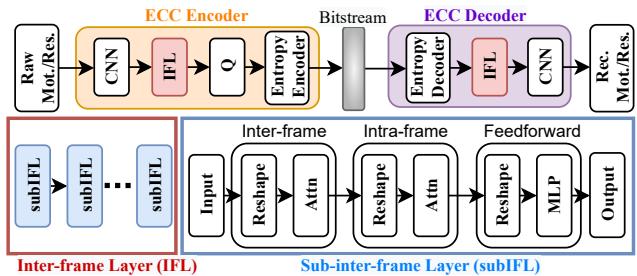 ECC Encoder
Bitstream
ECC Decoder
Raw
Mot./Res.
CNN
IFL
Q
Entropy
Encoder
Entropy
Decoder
IFL
CNN
Rec.
Mot./Res.
subIFL
subIFL
subIFL
Inter-frame
Intra-frame
Feedforward
Input
Reshape
Attn
Reshape
Attn
Reshape
MLP
Output
Inter-frame Layer (IFL)
Sub-inter-frame Layer (subIFL)